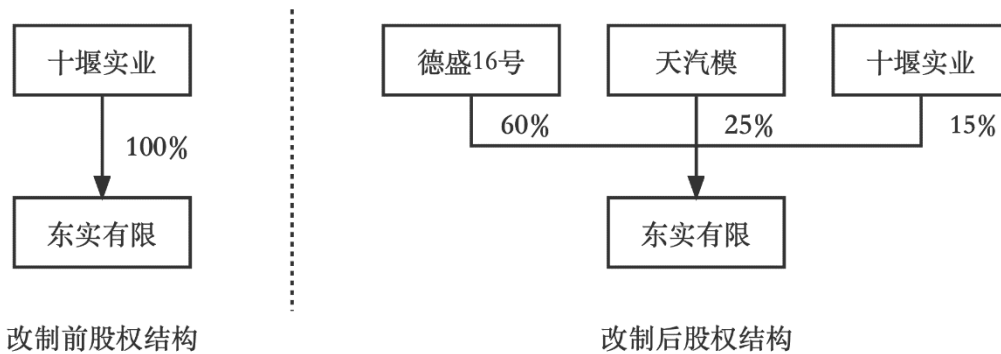 十堰实业
100%
东实有限
改制前股权结构
德盛16号
天汽模
十堰实业
60%
25%
15%
东实有限
改制后股权结构